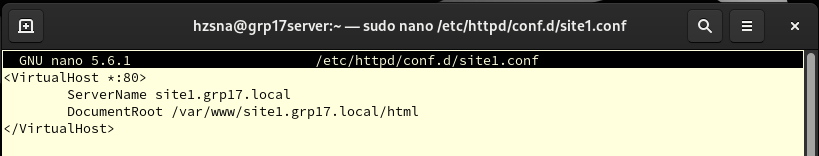 hzsna@grp17server:~ — sudo nano /etc/httpd/conf.d/site1.conf
GNU nano 5.6.1 /etc/httpd/conf.d/site1.conf
<VirtualHost *:80>
ServerName site1.grp17.local
DocumentRoot /var/www/site1.grp17.local/html
</VirtualHost>